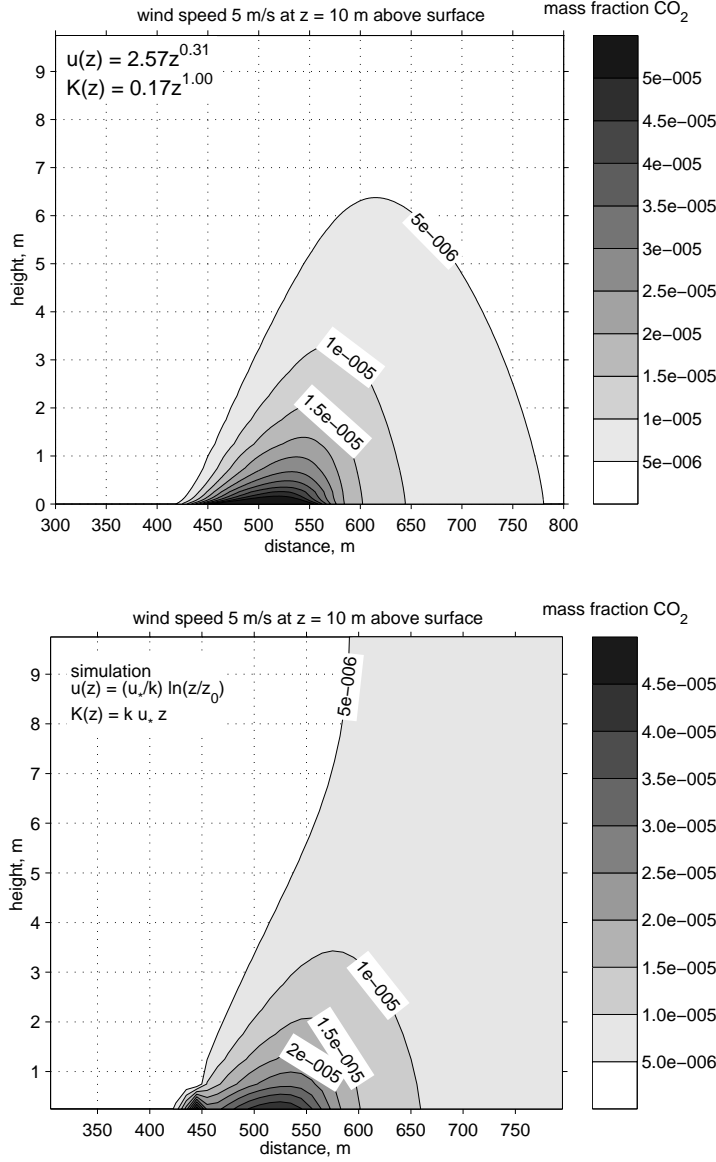 wind speed 5 m/s at z = 10 m above surface
mass fraction CO2
u(z) = 2.57z^0.31
K(z) = 0.17z^1.00
9
8
7
6
5
4
3
2
1
0
height, m
5e−006
1e−005
1.5e−005
300 350 400 450 500 550 600 650 700 750 800
distance, m
5e−005
4.5e−005
4e−005
3.5e−005
3e−005
2.5e−005
2e−005
1.5e−005
1e−005
5e−006
wind speed 5 m/s at z = 10 m above surface
mass fraction CO2
simulation
u(z) = (u*/k) ln(z/z0)
K(z) = k u* z
9
8
7
6
5
4
3
2
1
height, m
5e−006
1e−005
1.5e−005
2e−005
350 400 450 500 550 600 650 700 750
distance, m
4.5e−005
4.0e−005
3.5e−005
3.0e−005
2.5e−005
2.0e−005
1.5e−005
1.0e−005
5.0e−006